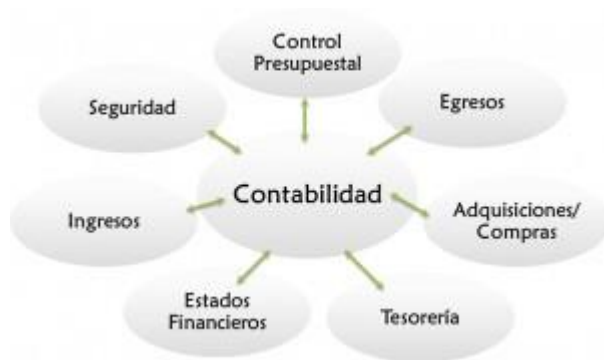 Control
Presupuestal
Seguridad
Egresos
Contabilidad
Ingresos
Adquisiciones/
Compras
Estados
Financieros
Tesorería